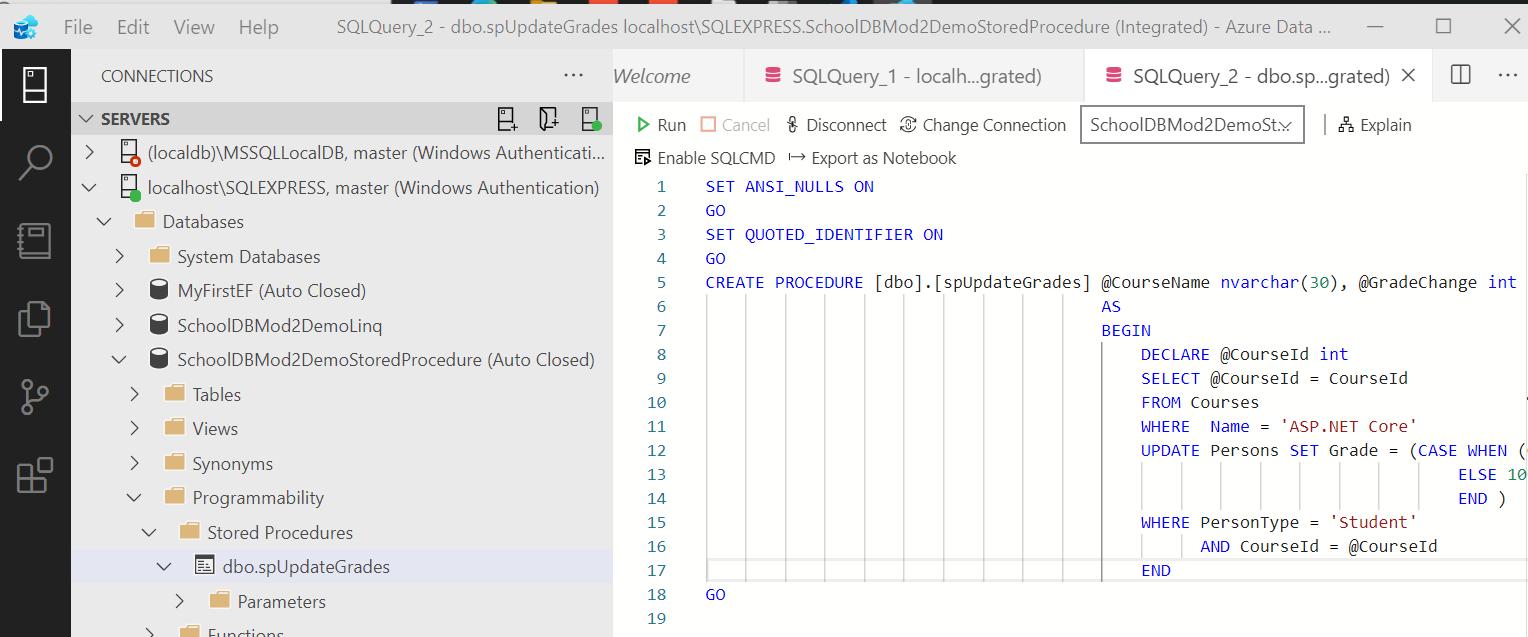 File Edit View Help SQLQuery_2 - dbo.spUpdateGrades localhost\SQLEXPRESS.SchoolDBMod2DemoStoredProcedure (Integrated) - Azure Data ...
CONNECTIONS
Welcome SQLQuery_1 - localh...grated) SQLQuery_2 - dbo.sp...grated)
SERVERS
(localdb)\MSSQLLocalDB, master (Windows Authenticati...
localhost\SQLEXPRESS, master (Windows Authentication)
Databases
System Databases
MyFirstEF (Auto Closed)
SchoolDBMod2DemoLinq
SchoolDBMod2DemoStoredProcedure (Auto Closed)
Tables
Views
Synonyms
Programmability
Stored Procedures
dbo.spUpdateGrades
Parameters
Functions
Run Cancel Disconnect Change Connection SchoolDBMod2DemoSt... Explain
Enable SQLCMD Export as Notebook
1 SET ANSI_NULLS ON
2 GO
3 SET QUOTED_IDENTIFIER ON
4 GO
5 CREATE PROCEDURE [dbo].[spUpdateGrades] @CourseName nvarchar(30), @GradeChange int
6 AS
7 BEGIN
8 DECLARE @CourseId int
9 SELECT @CourseId = CourseId
10 FROM Courses
11 WHERE  Name = 'ASP.NET Core'
12 UPDATE Persons SET Grade = (CASE WHEN (
13 ELSE 10
14 END )
15 WHERE PersonType = 'Student'
16 AND CourseId = @CourseId
17 END
18 GO
19